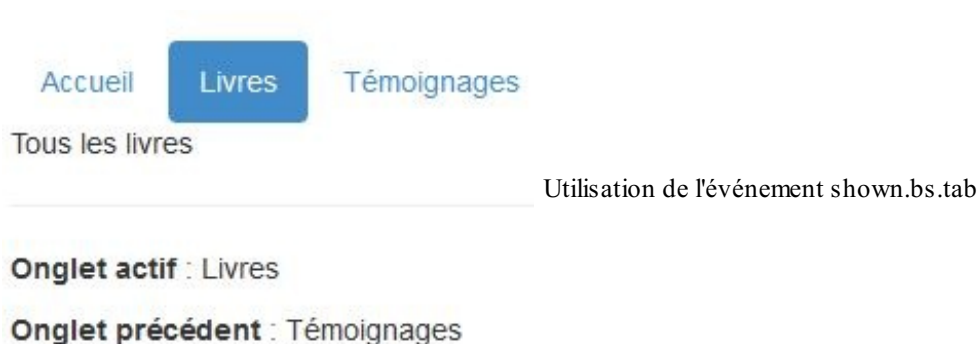 Accueil Livres Témoignages
Tous les livres
Utilisation de l'événement shown.bs.tab
Onglet actif : Livres
Onglet précédent : Témoignages